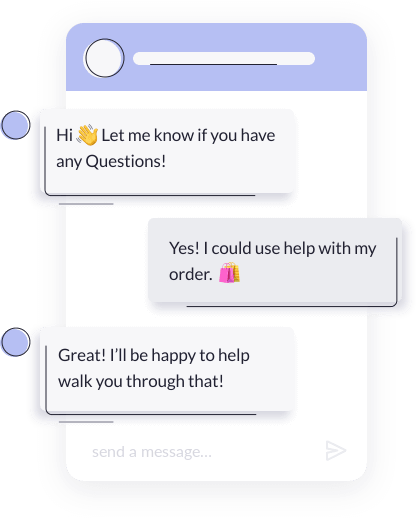 Hi 👋 Let me know if you have
any Questions!
Yes! I could use help with my
order. 🛍️
Great! I’ll be happy to help
walk you through that!
send a message...